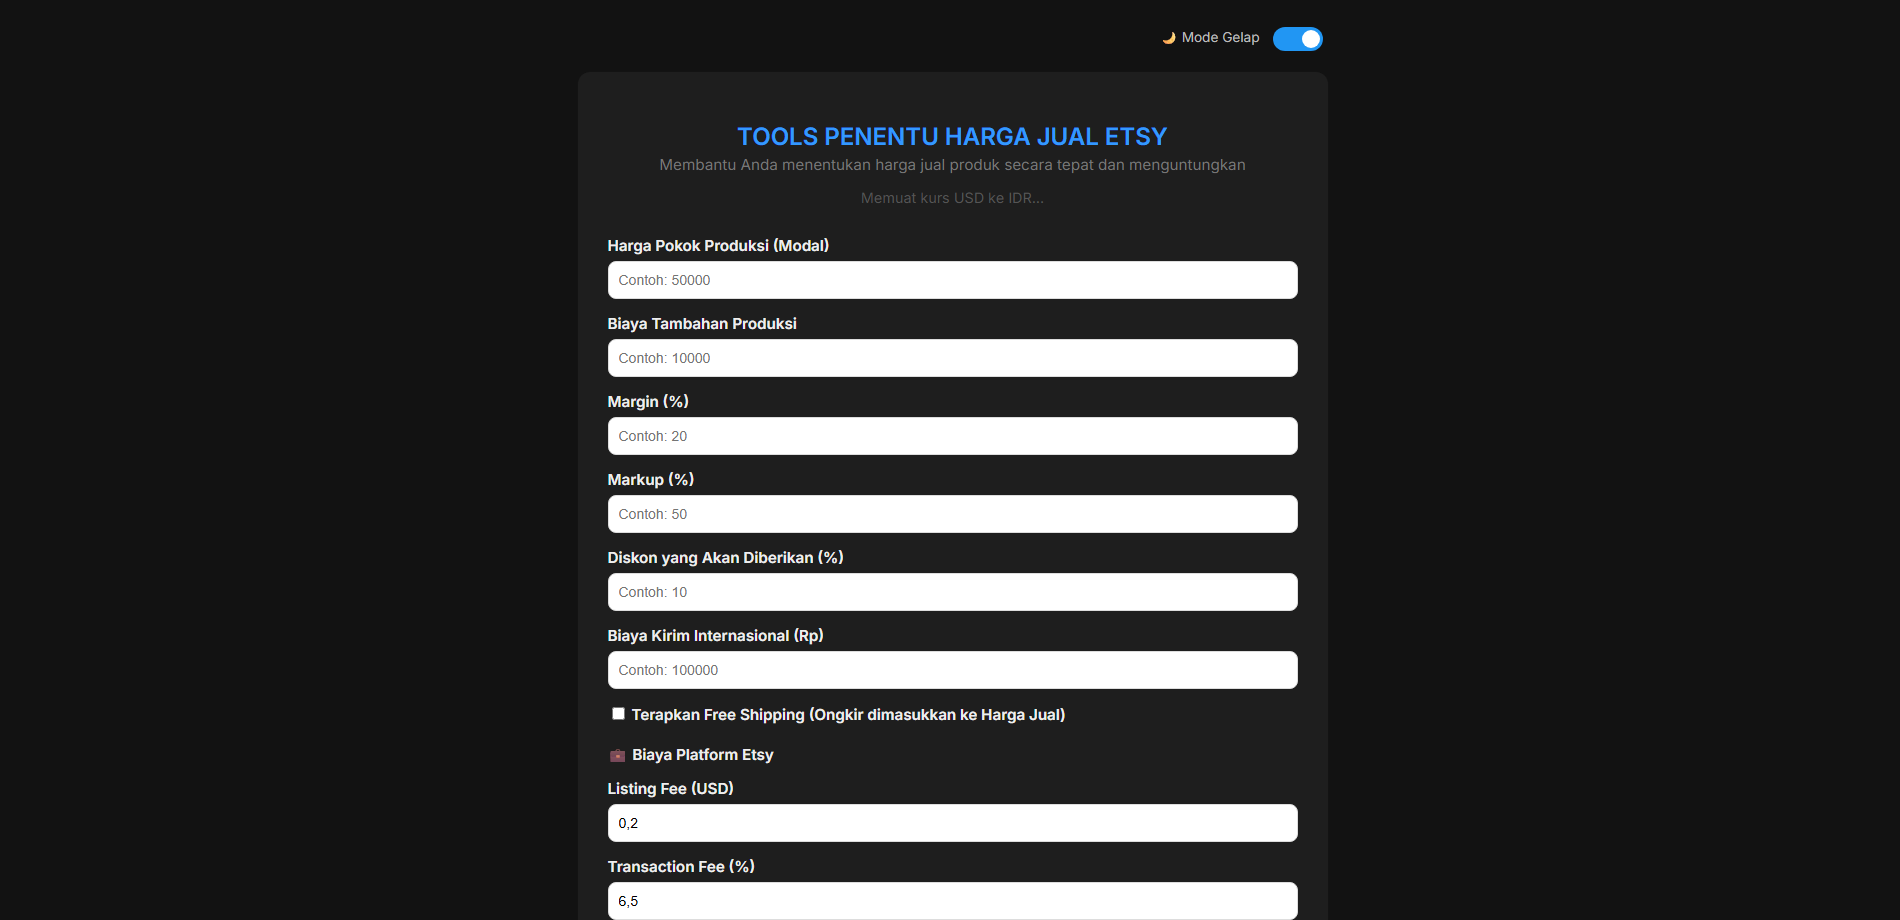 🌙 Mode Gelap
TOOLS PENENTU HARGA JUAL ETSY
Membantu Anda menentukan harga jual produk secara tepat dan menguntungkan
Memuat kurs USD ke IDR...
Harga Pokok Produksi (Modal)
Contoh: 50000
Biaya Tambahan Produksi
Contoh: 10000
Margin (%)
Contoh: 20
Markup (%)
Contoh: 50
Diskon yang Akan Diberikan (%)
Contoh: 10
Biaya Kirim Internasional (Rp)
Contoh: 100000
Terapkan Free Shipping (Ongkir dimasukkan ke Harga Jual)
💼 Biaya Platform Etsy
Listing Fee (USD)
0,2
Transaction Fee (%)
6,5